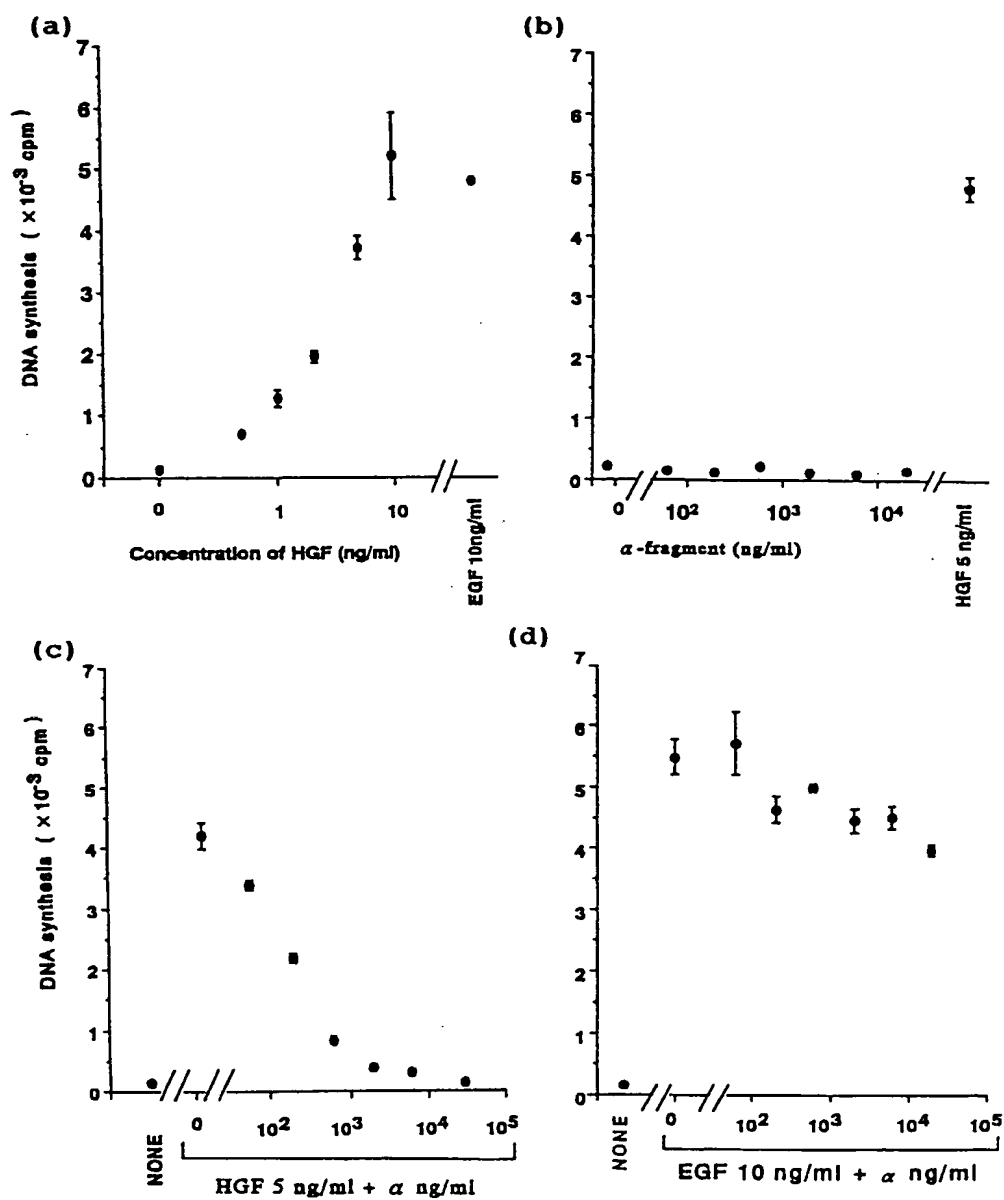 (a)
7
6
5
4
3
2
1
0
DNA synthesis ( ×10⁻³ cpm )
0 1 10
Concentration of HGF (ng/ml)
EGF 10ng/ml
(b)
7
6
5
4
3
2
1
0
0 10² 10³ 10⁴
α-fragment (ng/ml)
HGF 5 ng/ml
(c)
7
6
5
4
3
2
1
0
DNA synthesis ( ×10⁻³ cpm )
NONE
0 10² 10³ 10⁴ 10⁵
HGF 5 ng/ml + α ng/ml
(d)
7
6
5
4
3
2
1
0
NONE
0 10² 10³ 10⁴ 10⁵
EGF 10 ng/ml + α ng/ml